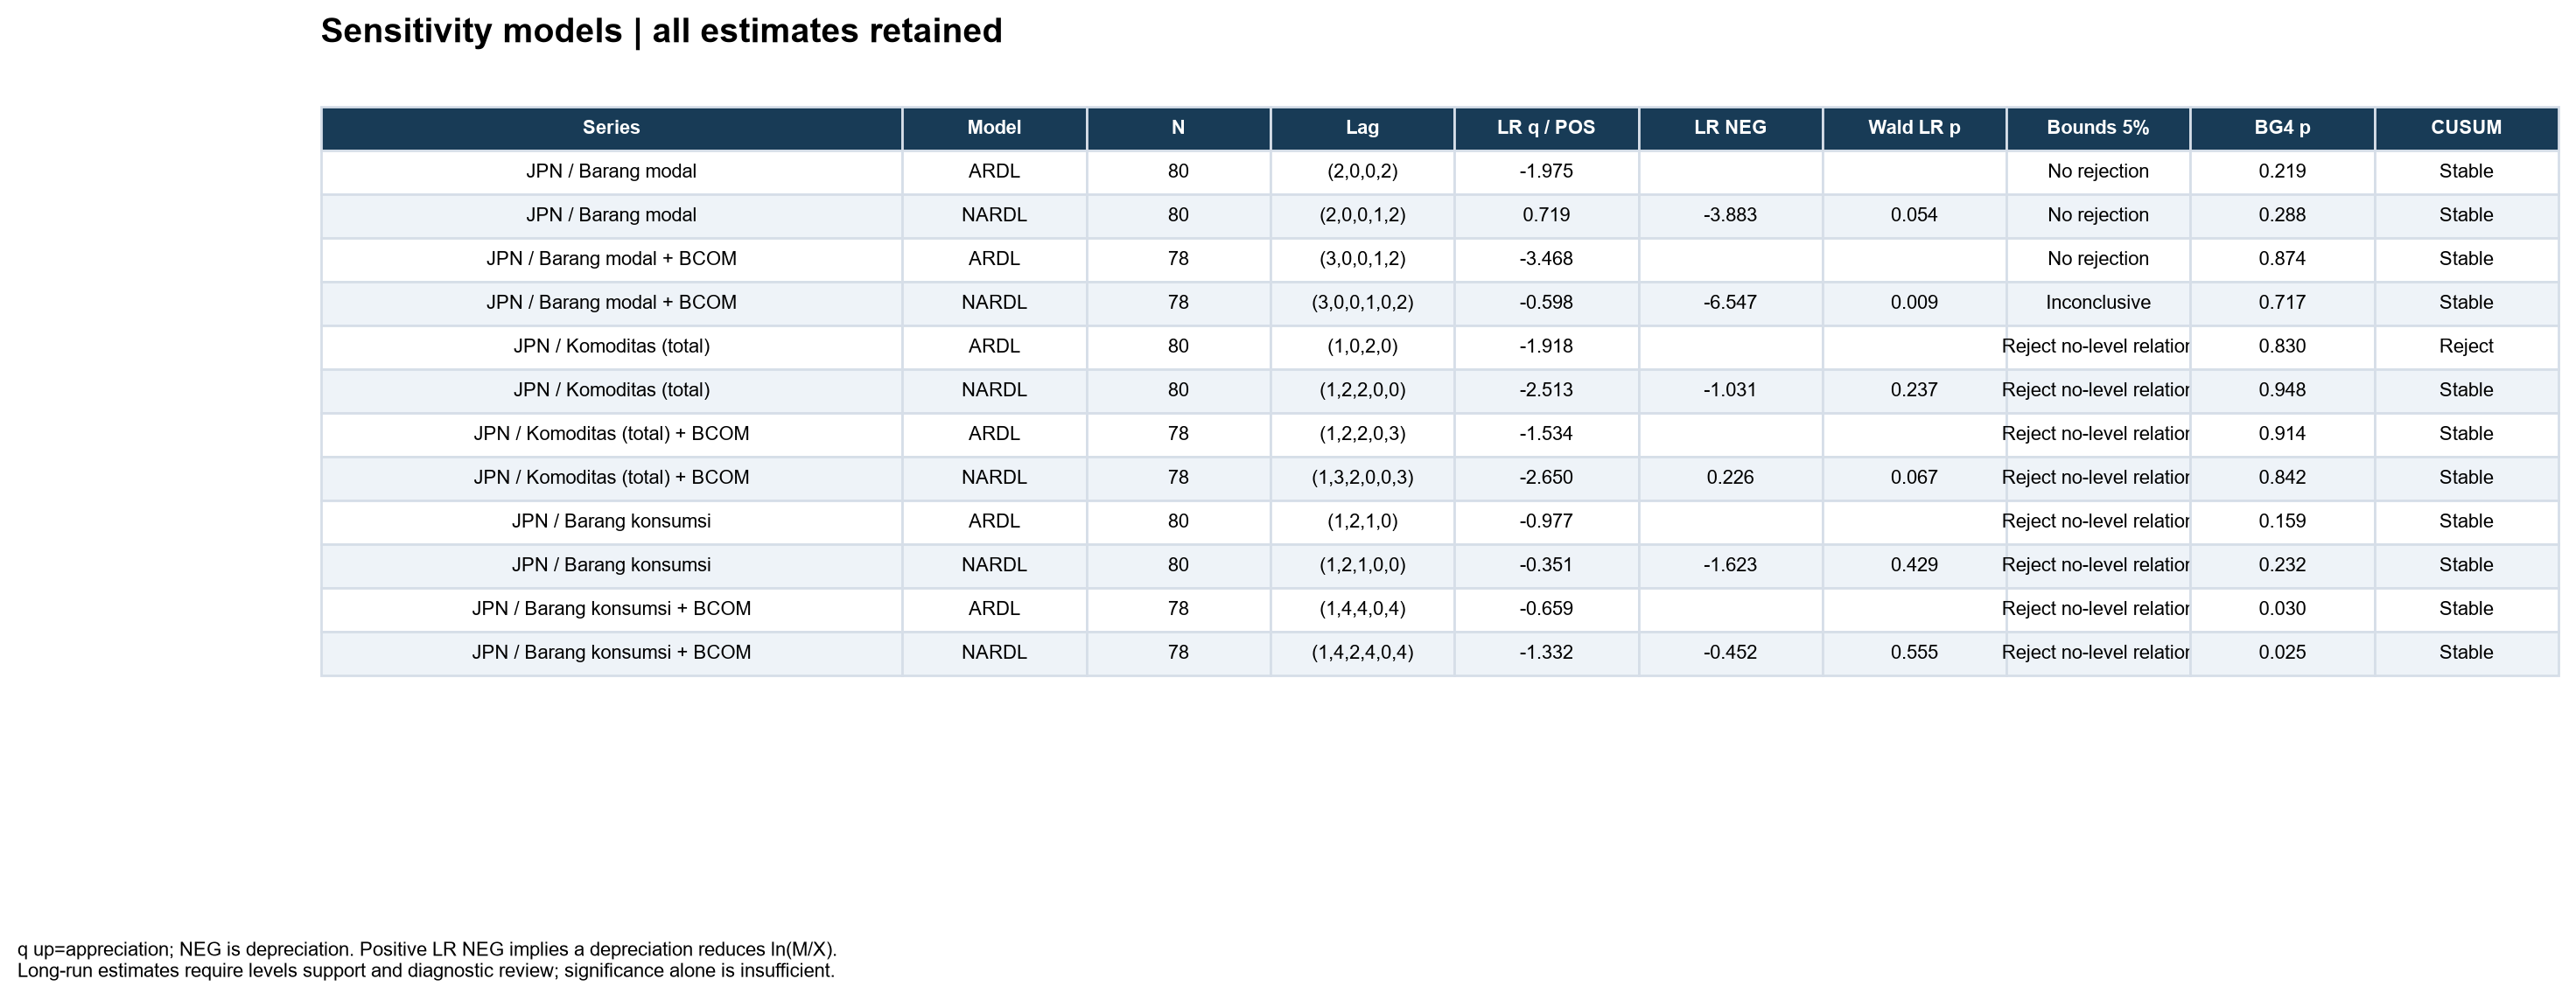 Sensitivity models | all estimates retained
Series Model N Lag LR q / POS LR NEG Wald LR p Bounds 5% BG4 p CUSUM
JPN / Barang modal ARDL 80 (2,0,0,2) -1.975 No rejection 0.219 Stable
JPN / Barang modal NARDL 80 (2,0,0,1,2) 0.719 -3.883 0.054 No rejection 0.288 Stable
JPN / Barang modal + BCOM ARDL 78 (3,0,0,1,2) -3.468 No rejection 0.874 Stable
JPN / Barang modal + BCOM NARDL 78 (3,0,0,1,0,2) -0.598 -6.547 0.009 Inconclusive 0.717 Stable
JPN / Komoditas (total) ARDL 80 (1,0,2,0) -1.918 Reject no-level relation 0.830 Reject
JPN / Komoditas (total) NARDL 80 (1,2,2,0,0) -2.513 -1.031 0.237 Reject no-level relation 0.948 Stable
JPN / Komoditas (total) + BCOM ARDL 78 (1,2,2,0,3) -1.534 Reject no-level relation 0.914 Stable
JPN / Komoditas (total) + BCOM NARDL 78 (1,3,2,0,0,3) -2.650 0.226 0.067 Reject no-level relation 0.842 Stable
JPN / Barang konsumsi ARDL 80 (1,2,1,0) -0.977 Reject no-level relation 0.159 Stable
JPN / Barang konsumsi NARDL 80 (1,2,1,0,0) -0.351 -1.623 0.429 Reject no-level relation 0.232 Stable
JPN / Barang konsumsi + BCOM ARDL 78 (1,4,4,0,4) -0.659 Reject no-level relation 0.030 Stable
JPN / Barang konsumsi + BCOM NARDL 78 (1,4,2,4,0,4) -1.332 -0.452 0.555 Reject no-level relation 0.025 Stable
q up=appreciation; NEG is depreciation. Positive LR NEG implies a depreciation reduces ln(M/X).
Long-run estimates require levels support and diagnostic review; significance alone is insufficient.